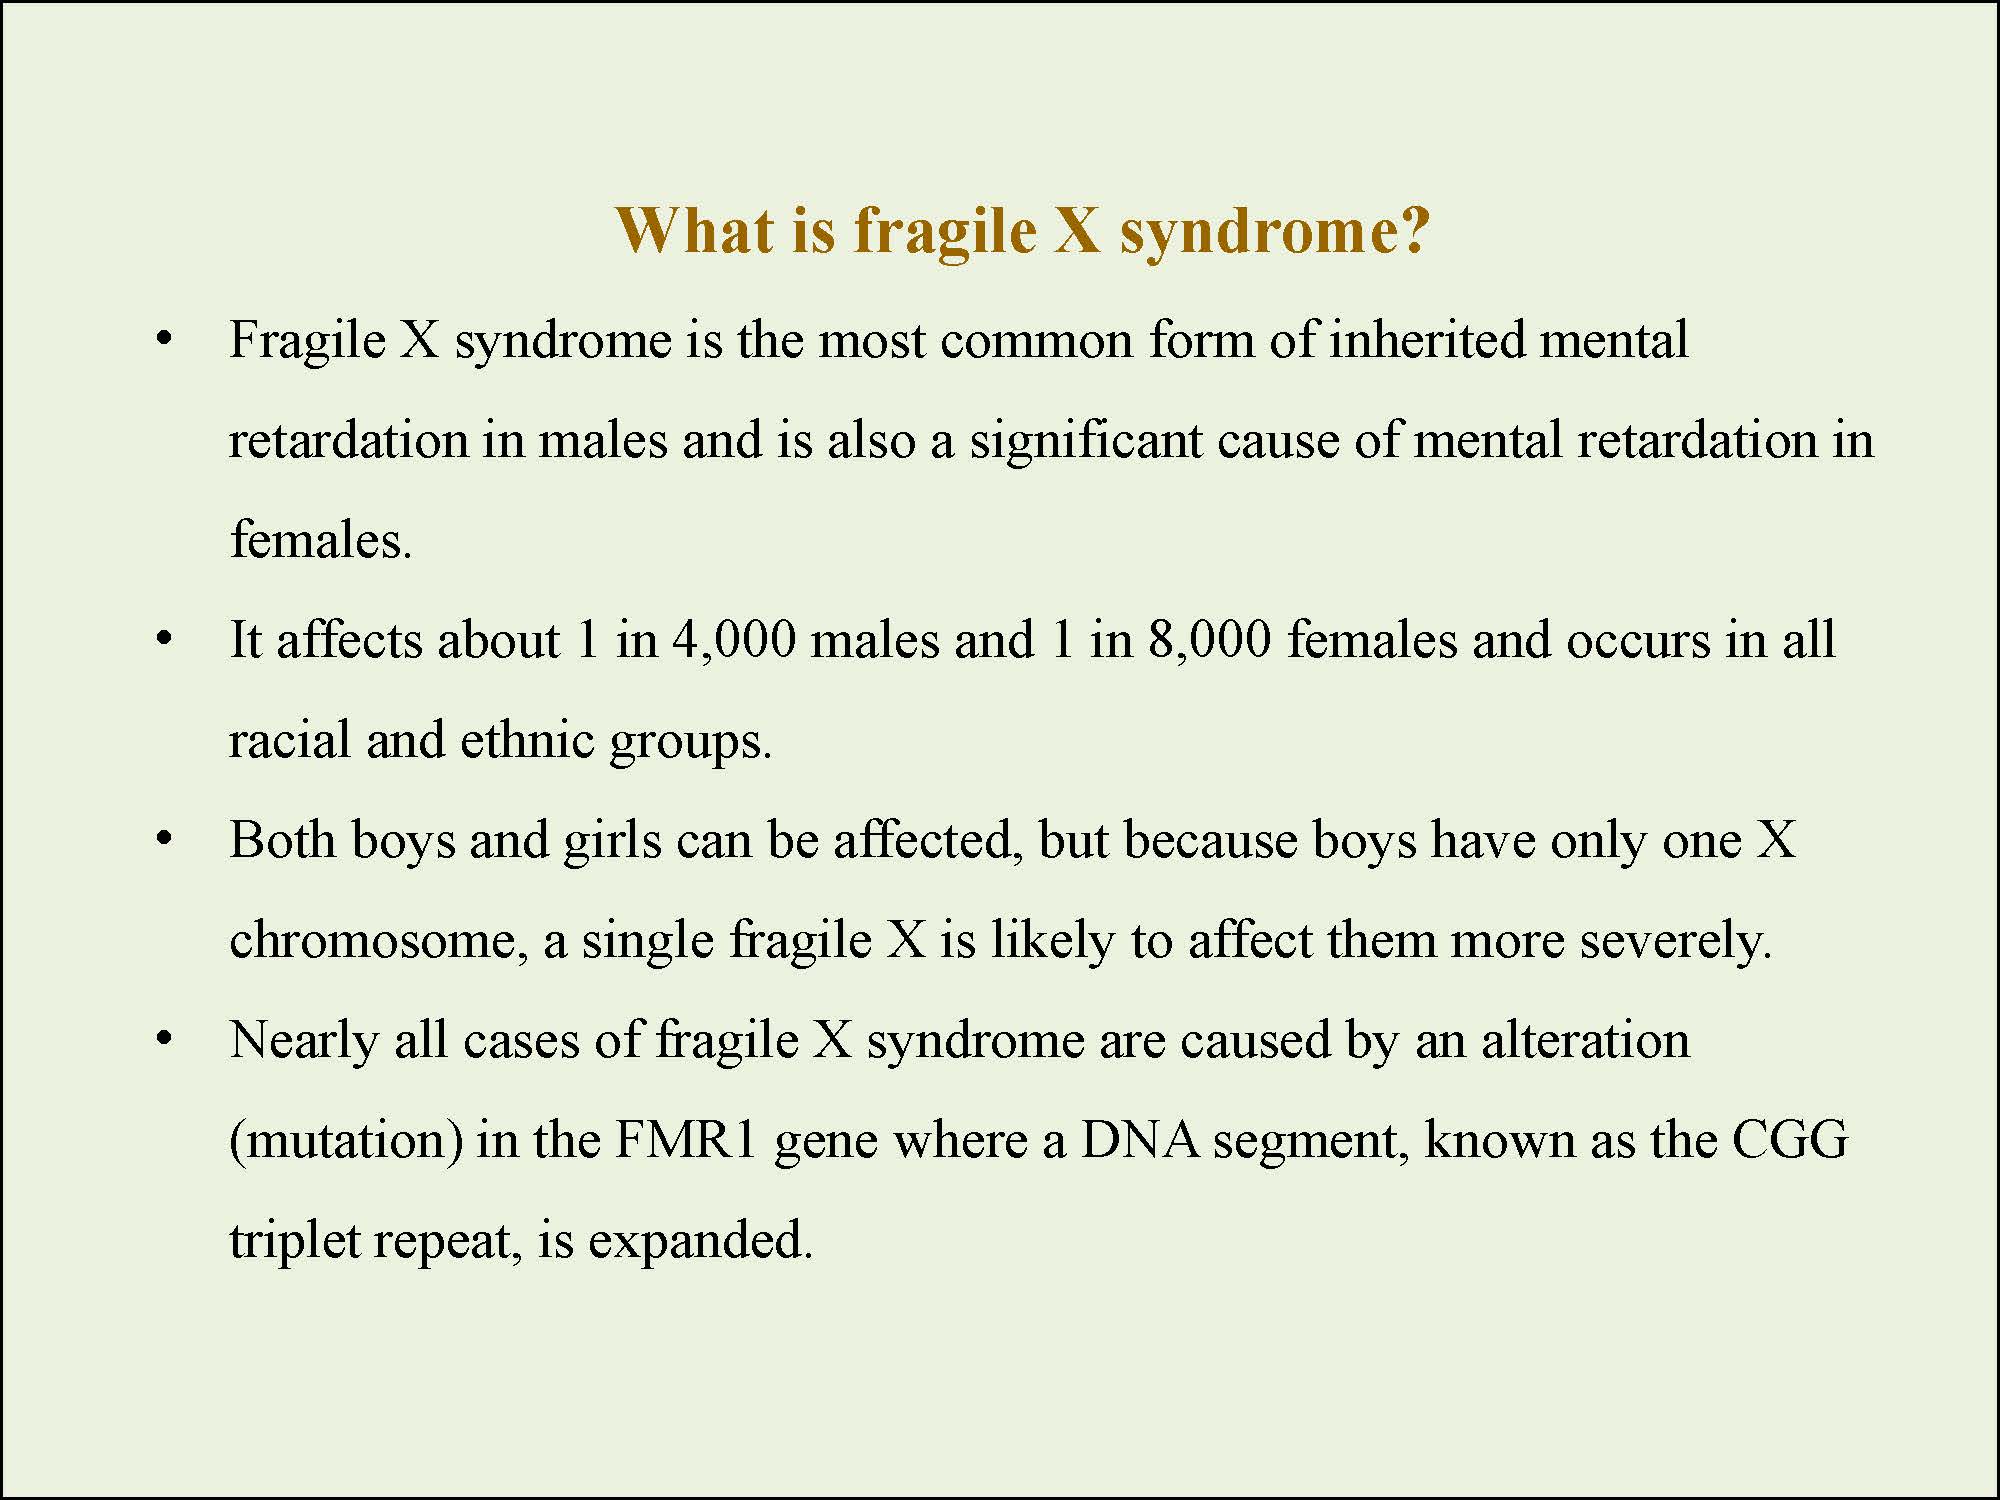 What is fragile X syndrome?
• Fragile X syndrome is the most common form of inherited mental
retardation in males and is also a significant cause of mental retardation in
females.
• It affects about 1 in 4,000 males and 1 in 8,000 females and occurs in all
racial and ethnic groups.
• Both boys and girls can be affected, but because boys have only one X
chromosome, a single fragile X is likely to affect them more severely.
• Nearly all cases of fragile X syndrome are caused by an alteration
(mutation) in the FMR1 gene where a DNA segment, known as the CGG
triplet repeat, is expanded.